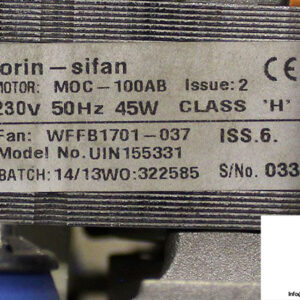 orin-sifan
MOTOR: MOC-100AB Issue:2
230V 50Hz 45W CLASS 'H'
Fan: WFFB1701-037 ISS.6.
Model No.UIN155331
BATCH:14/13WO:322585 S/No. 033
CE